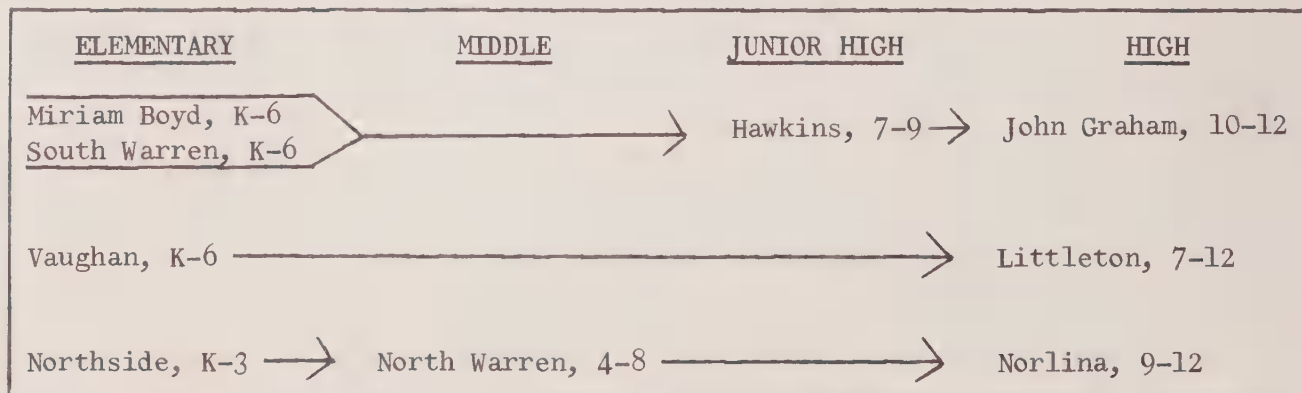 ELEMENTARY MIDDLE JUNIOR HIGH HIGH
Miriam Boyd, K-6
South Warren, K-6
Hawkins, 7-9 John Graham, 10-12
Vaughan, K-6 Littleton, 7-12
Northside, K-3 North Warren, 4-8 Norlina, 9-12